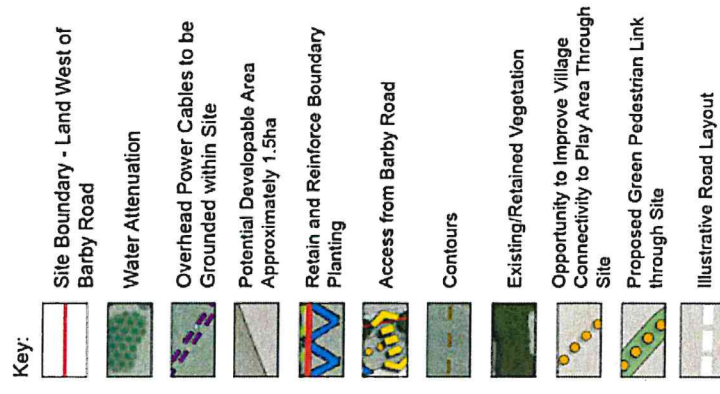 Key:
Site Boundary - Land West of
Barby Road
Water Attenuation
Overhead Power Cables to be
Grounded within Site
Potential Developable Area
Approximately 1.5ha
Retain and Reinforce Boundary
Planting
Access from Barby Road
Contours
Existing/Retained Vegetation
Opportunity to Improve Village
Connectivity to Play Area Through
Site
Proposed Green Pedestrian Link
through Site
Illustrative Road Layout